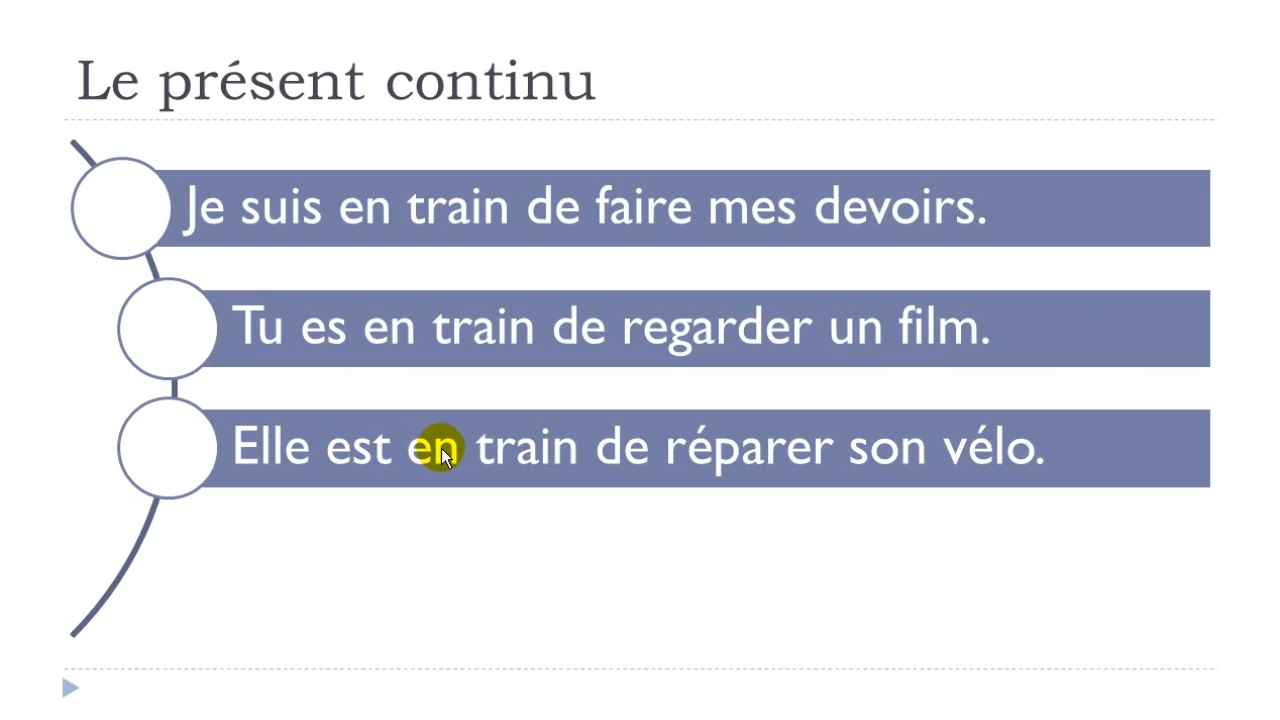 Le présent continu
Je suis en train de faire mes devoirs.
Tu es en train de regarder un film.
Elle est en train de réparer son vélo.